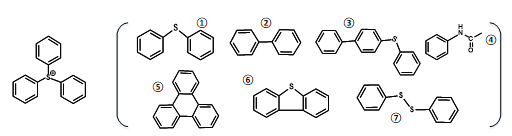 S ①
②
③
S
H
N
C
O
④
S⊕
⑤
⑥
S
S
S
⑦